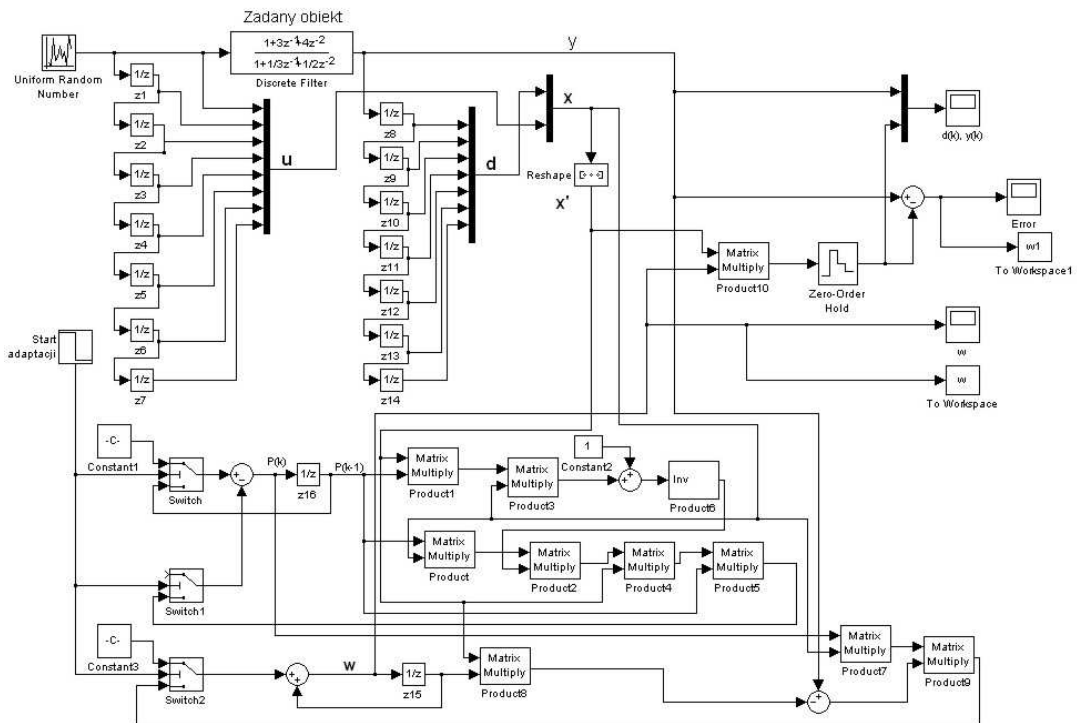 Zadany obiekt
1+3z⁻¹+4z⁻²
1+1/3z⁻¹+1/2z⁻²
Discrete Filter
Uniform Random
Number
y
1/z
z1
1/z
z2
1/z
z3
1/z
z4
1/z
z5
1/z
z6
1/z
z7
u
1/z
z8
1/z
z9
1/z
z10
1/z
z11
1/z
z12
1/z
z13
1/z
z14
d
x
Reshape
x'
d(k), y(k)
Error
w1
To Workspace1
Matrix
Multiply
Product10
Zero-Order
Hold
w
w
To Workspace
Start
adaptacji
-C-
Constant1
Switch
P(k)
1/z
z16
P(k-1)
Matrix
Multiply
Product1
Matrix
Multiply
Product3
1
Constant2
Inv
Product6
Matrix
Multiply
Product
Matrix
Multiply
Product2
Matrix
Multiply
Product4
Matrix
Multiply
Product5
Switch1
-C-
Constant3
Switch2
w
1/z
z15
Matrix
Multiply
Product8
Matrix
Multiply
Product7
Matrix
Multiply
Product9